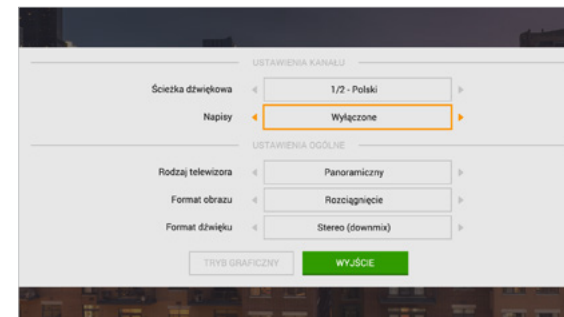 USTAWIENIA KANAŁU
Ścieżka dźwiękowa 1/2 - Polski
Napisy Wyłączone
USTAWIENIA OGÓLNE
Rodzaj telewizora Panoramiczny
Format obrazu Rozciągnięcie
Format dźwięku Stereo (downmix)
TRYB GRAFICZNY WYJŚCIE